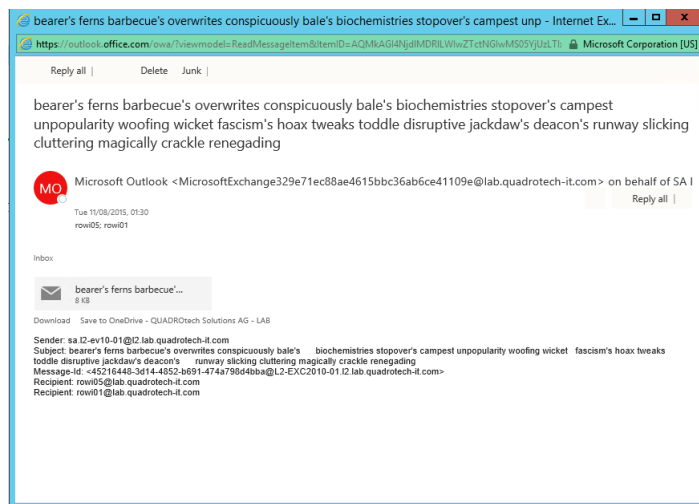 bearer's ferns barbecue's overwrites conspicuously bale's biochemistries stopover's campest unp - Internet Ex...
https://outlook.office.com/owa/?viewmodel=ReadMessageItem&ItemID=
Microsoft Corporation [US]
Reply all |
Delete
Junk |
bearer's ferns barbecue's overwrites conspicuously bale's biochemistries stopover's campest
unpopularity woofing wicket fascism's hoax tweaks toddle disruptive jackdaw's deacon's runway slicking
cluttering magically crackle renegading
MO
Microsoft Outlook <MicrosoftExchange329e71ec88ae4615bbc36ab6ce41109e@lab.quadrotech-it.com> on behalf of SA I
Reply all |
Tue 11/08/2015, 01:30
rowi05; rowi01
Inbox
bearer's ferns barbecue'...
8 KB
Download Save to OneDrive - QUADROtech Solutions AG - LAB
Sender: sa.l2-ev10-01@l2.lab.quadrotech-it.com
Subject: bearer's ferns barbecue's overwrites conspicuously bale's biochemistries stopover's campest unpopularity woofing wicket fascism's hoax tweaks
toddle disruptive jackdaw's deacon's runway slicking cluttering magically crackle renegading
Message-Id: <45216448-3d14-4852-b691-474a798d4bba@L2-EXC2010-01.l2.lab.quadrotech-it.com>
Recipient: rowi05@lab.quadrotech-it.com
Recipient: rowi01@lab.quadrotech-it.com